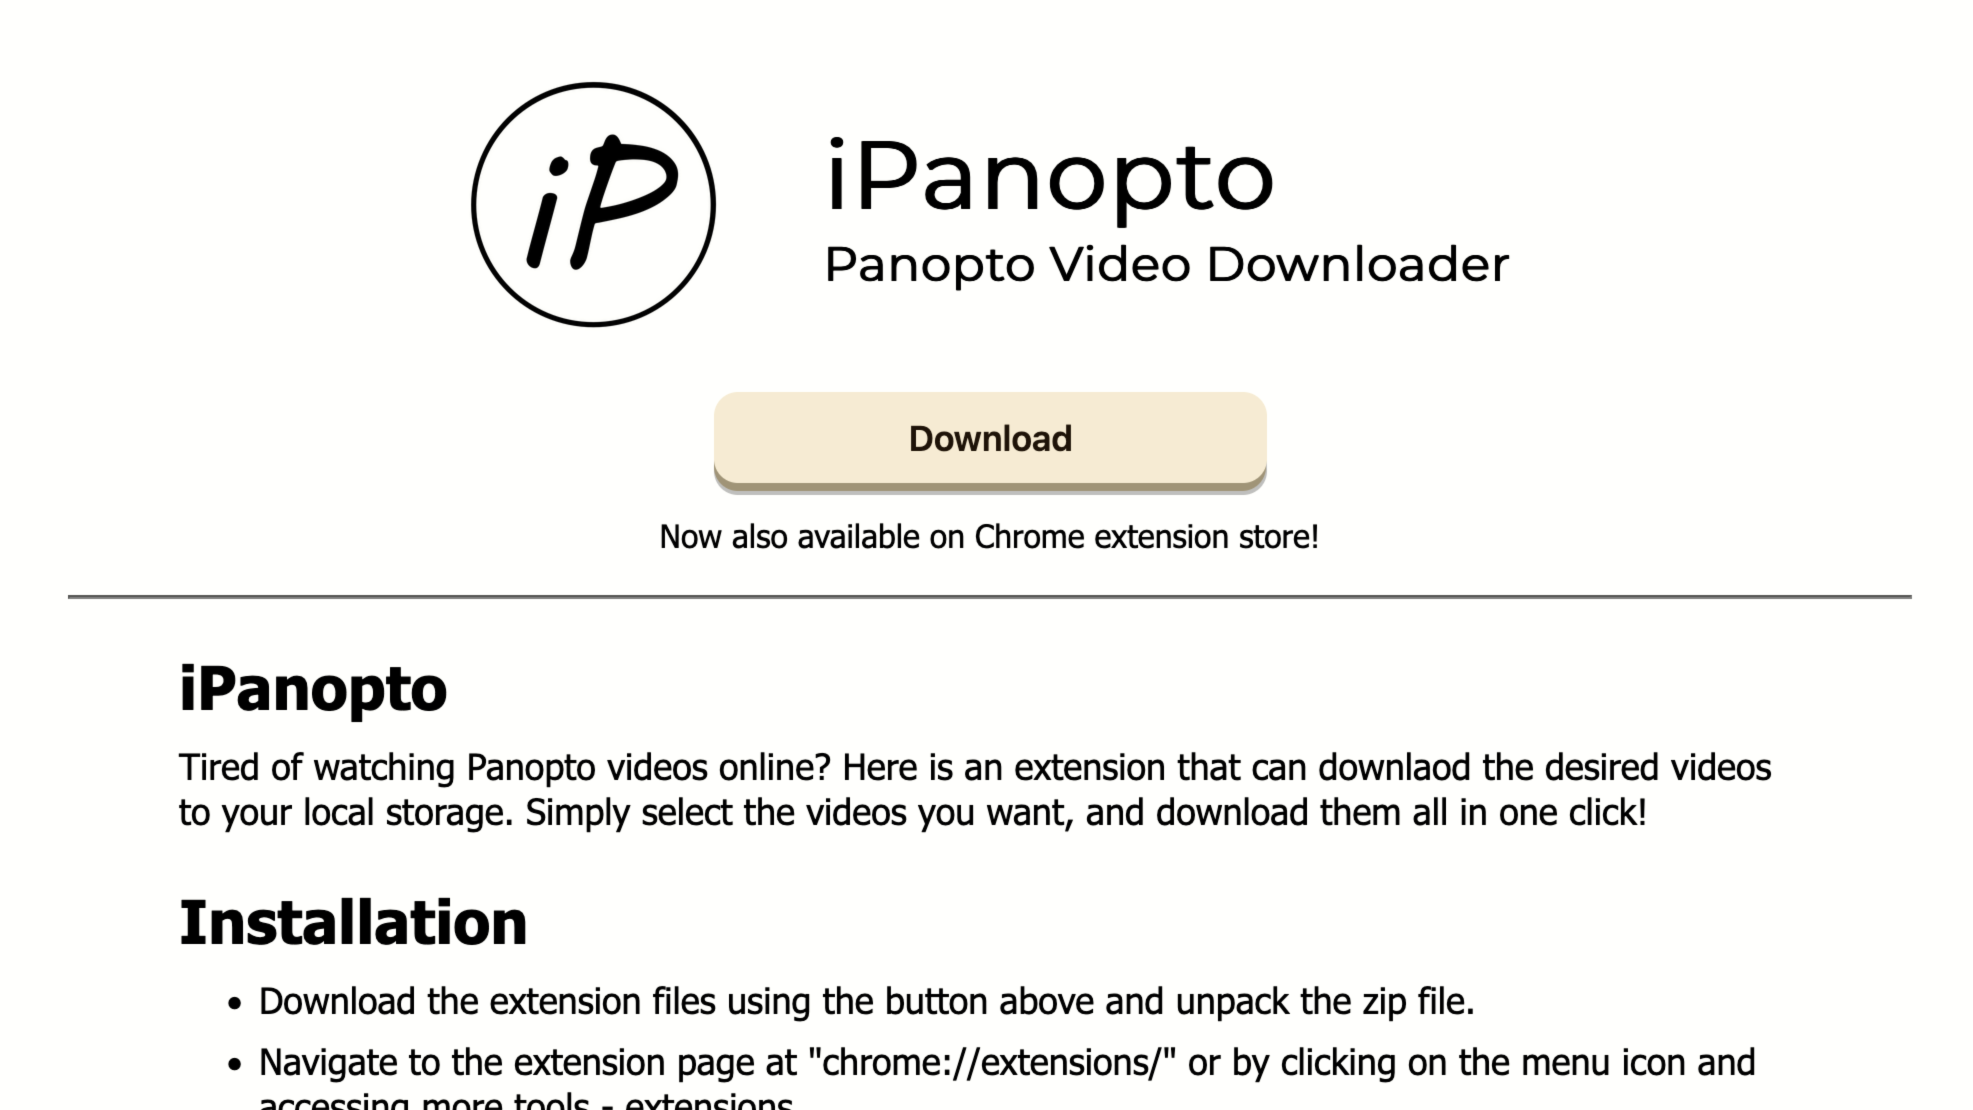 iP
iPanopto
Panopto Video Downloader
Download
Now also available on Chrome extension store!
iPanopto
Tired of watching Panopto videos online? Here is an extension that can downlaod the desired videos
to your local storage. Simply select the videos you want, and download them all in one click!
Installation
• Download the extension files using the button above and unpack the zip file.
• Navigate to the extension page at "chrome://extensions/" or by clicking on the menu icon and
accessing more tools - extensions